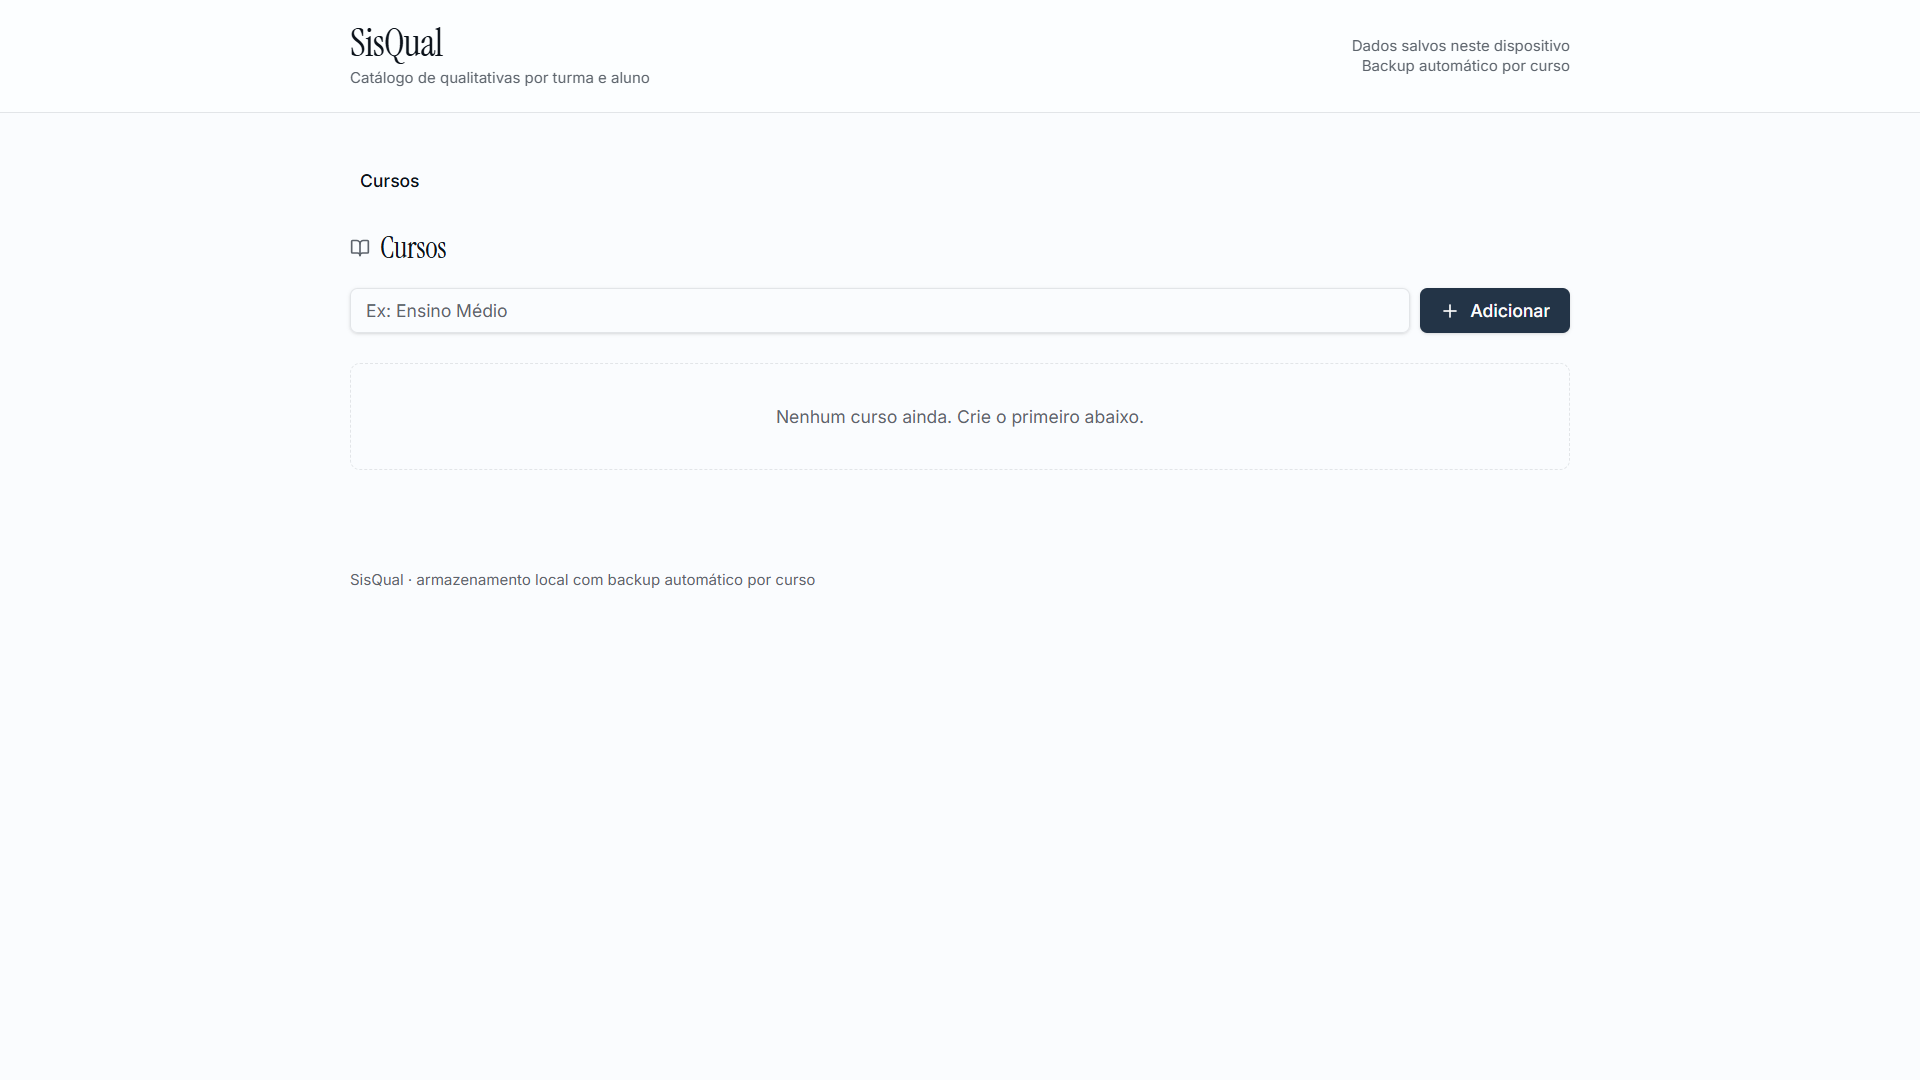 SisQual
Catálogo de qualitativas por turma e aluno
Dados salvos neste dispositivo
Backup automático por curso
Cursos
Cursos
Ex: Ensino Médio
Adicionar
Nenhum curso ainda. Crie o primeiro abaixo.
SisQual · armazenamento local com backup automático por curso